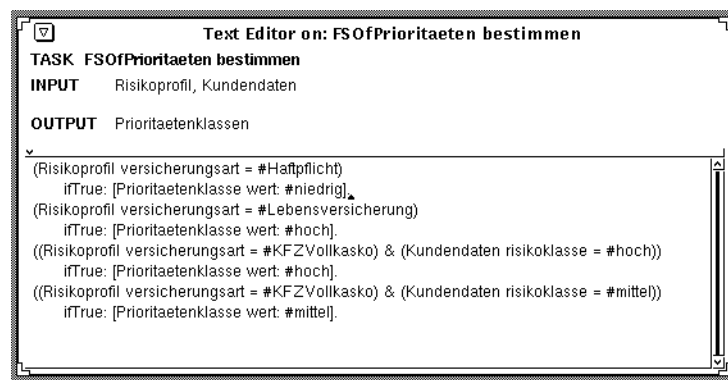 Text Editor on: FSOfPrioritaeten bestimmen
TASK FSOfPrioritaeten bestimmen
INPUT Risikoprofil, Kundendaten
OUTPUT Prioritaetenklassen
(Risikoprofil versicherungsart = #Haftpflicht)
ifTrue: [Prioritaetenklasse wert: #niedrig].
(Risikoprofil versicherungsart = #Lebensversicherung)
ifTrue: [Prioritaetenklasse wert: #hoch].
((Risikoprofil versicherungsart = #KFZVollkasko) & (Kundendaten risikoklasse = #hoch))
ifTrue: [Prioritaetenklasse wert: #hoch].
((Risikoprofil versicherungsart = #KFZVollkasko) & (Kundendaten risikoklasse = #mittel))
ifTrue: [Prioritaetenklasse wert: #mittel].